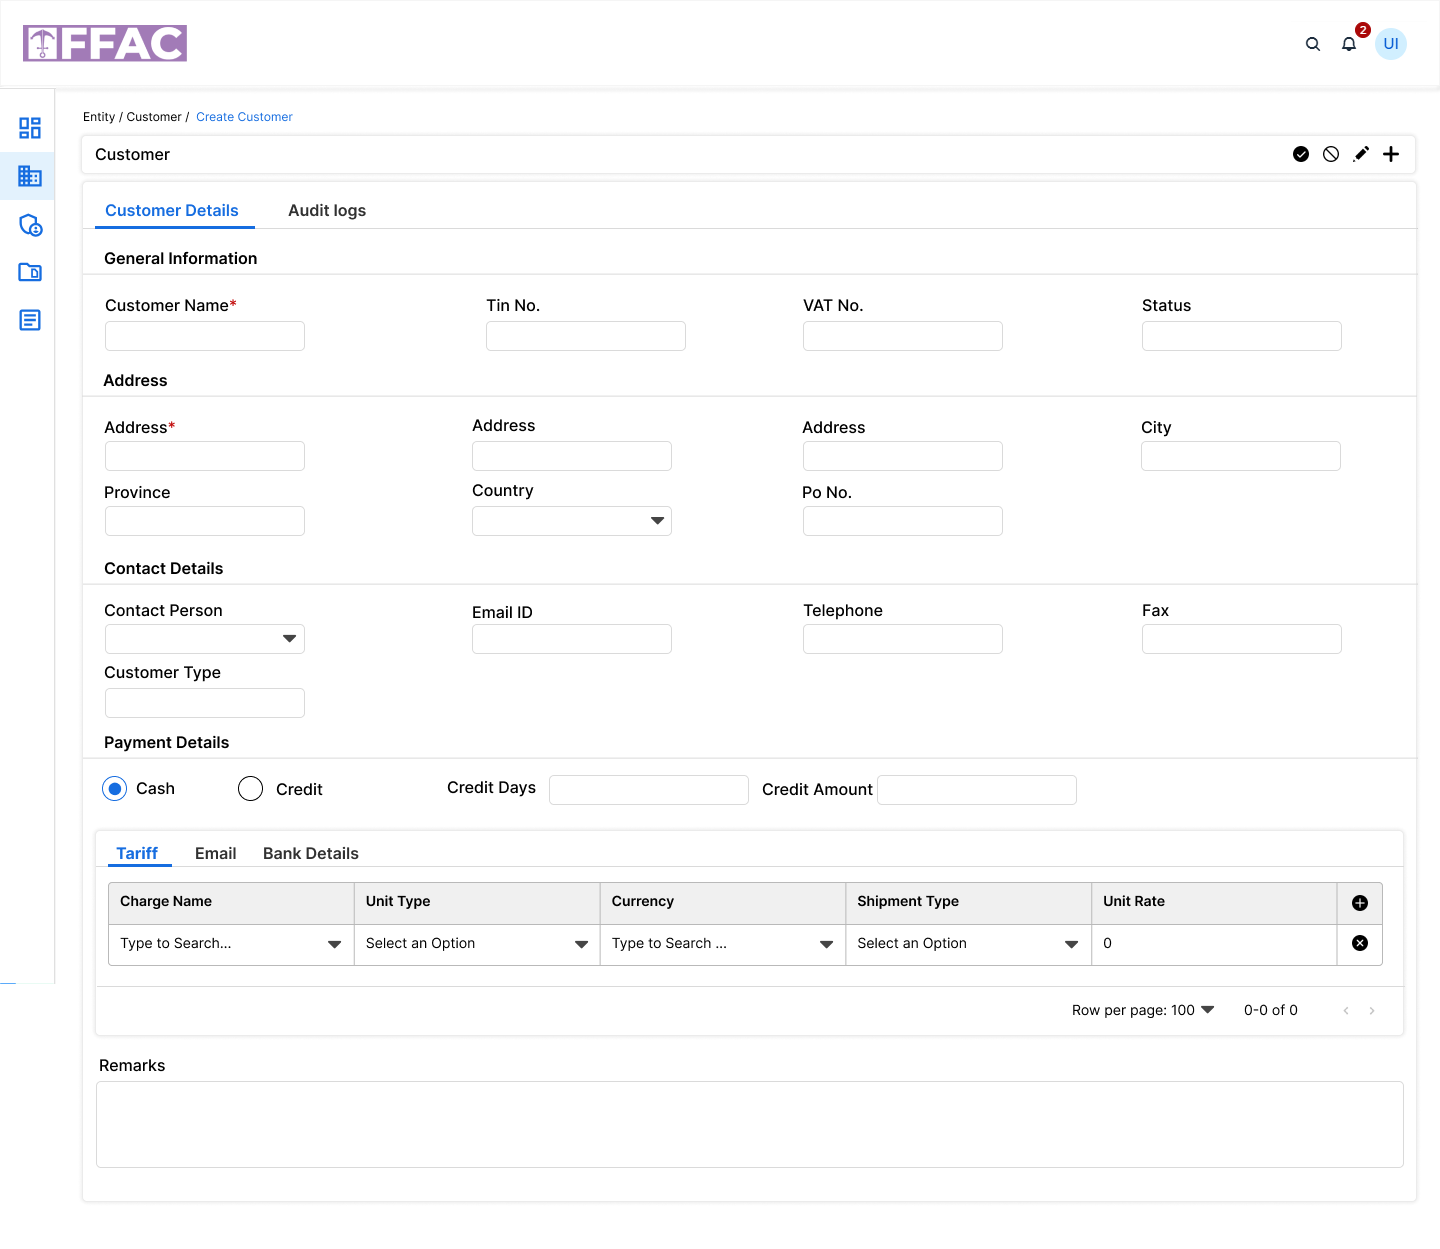 FFAC
2
UI
Entity / Customer / Create Customer
Customer
Customer Details Audit logs
General Information
Customer Name* Tin No. VAT No. Status
Address
Address* Address Address City
Province Country Po No.
Contact Details
Contact Person Email ID Telephone Fax
Customer Type
Payment Details
Cash Credit Credit Days Credit Amount
Tariff Email Bank Details
Charge Name Unit Type Currency Shipment Type Unit Rate
Type to Search... Select an Option Type to Search ... Select an Option 0
Row per page: 100 0-0 of 0
Remarks